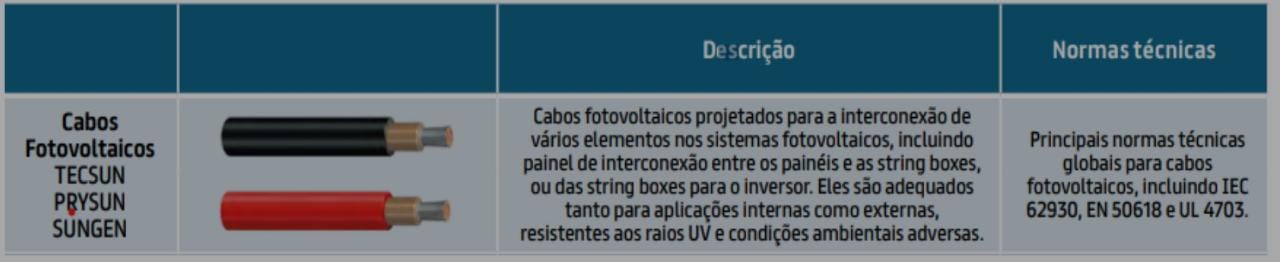 Descrição
Normas técnicas
Cabos
Fotovoltaicos
TECSUN
PRYSUN
SUNGEN
Cabos fotovoltaicos projetados para a interconexão de
vários elementos nos sistemas fotovoltaicos, incluindo
painel de interconexão entre os painéis e as string boxes,
ou das string boxes para o inversor. Eles são adequados
tanto para aplicações internas como externas,
resistentes aos raios UV e condições ambientais adversas.
Principais normas técnicas
globais para cabos
fotovoltaicos, incluindo IEC
62930, EN 50618 e UL 4703.